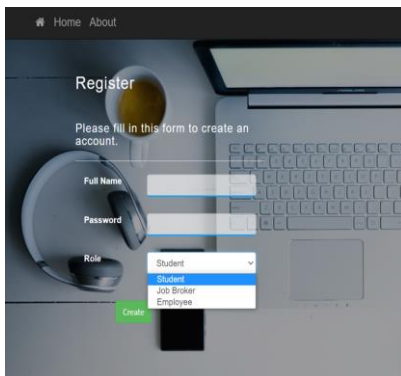 Home About
Register
Please fill in this form to create an
account.
Full Name
Password
Role
Student
Student
Job Broker
Employee
Create